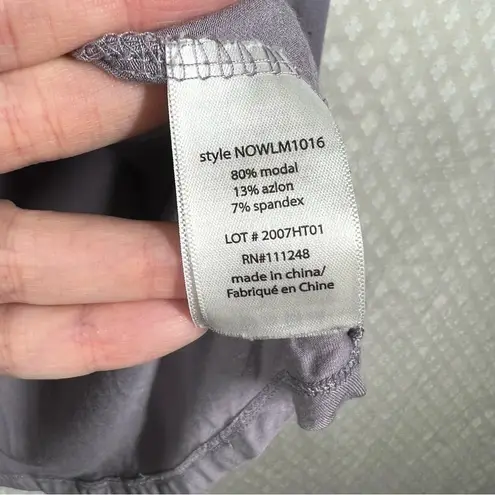 style NOWLM1016
80% modal
13% azlon
7% spandex
LOT # 2007HT01
RN#111248
made in china/
Fabriqué en Chine